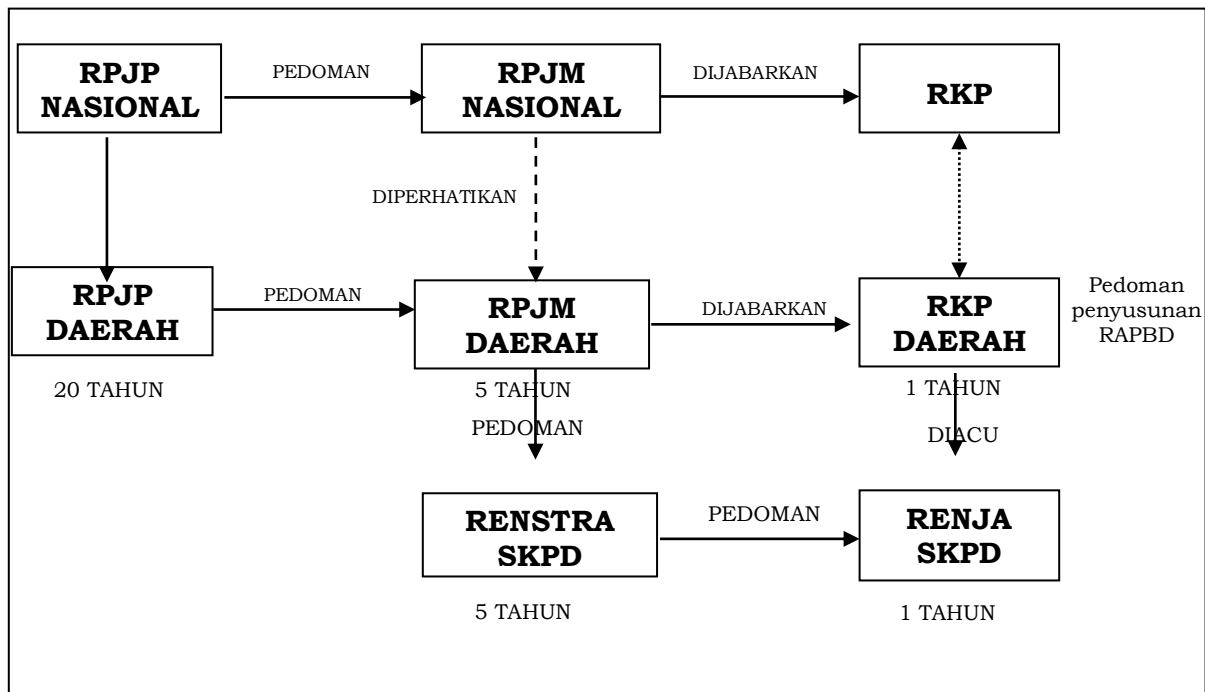 RPJP
NASIONAL
PEDOMAN
RPJM
NASIONAL
DIJABARKAN
RKP
DIPERHATIKAN
RPJP
DAERAH
PEDOMAN
RPJM
DAERAH
DIJABARKAN
RKP
DAERAH
Pedoman
penyusunan
RAPBD
20 TAHUN
5 TAHUN
1 TAHUN
PEDOMAN
DIACU
RENSTRA
SKPD
PEDOMAN
RENJA
SKPD
5 TAHUN
1 TAHUN